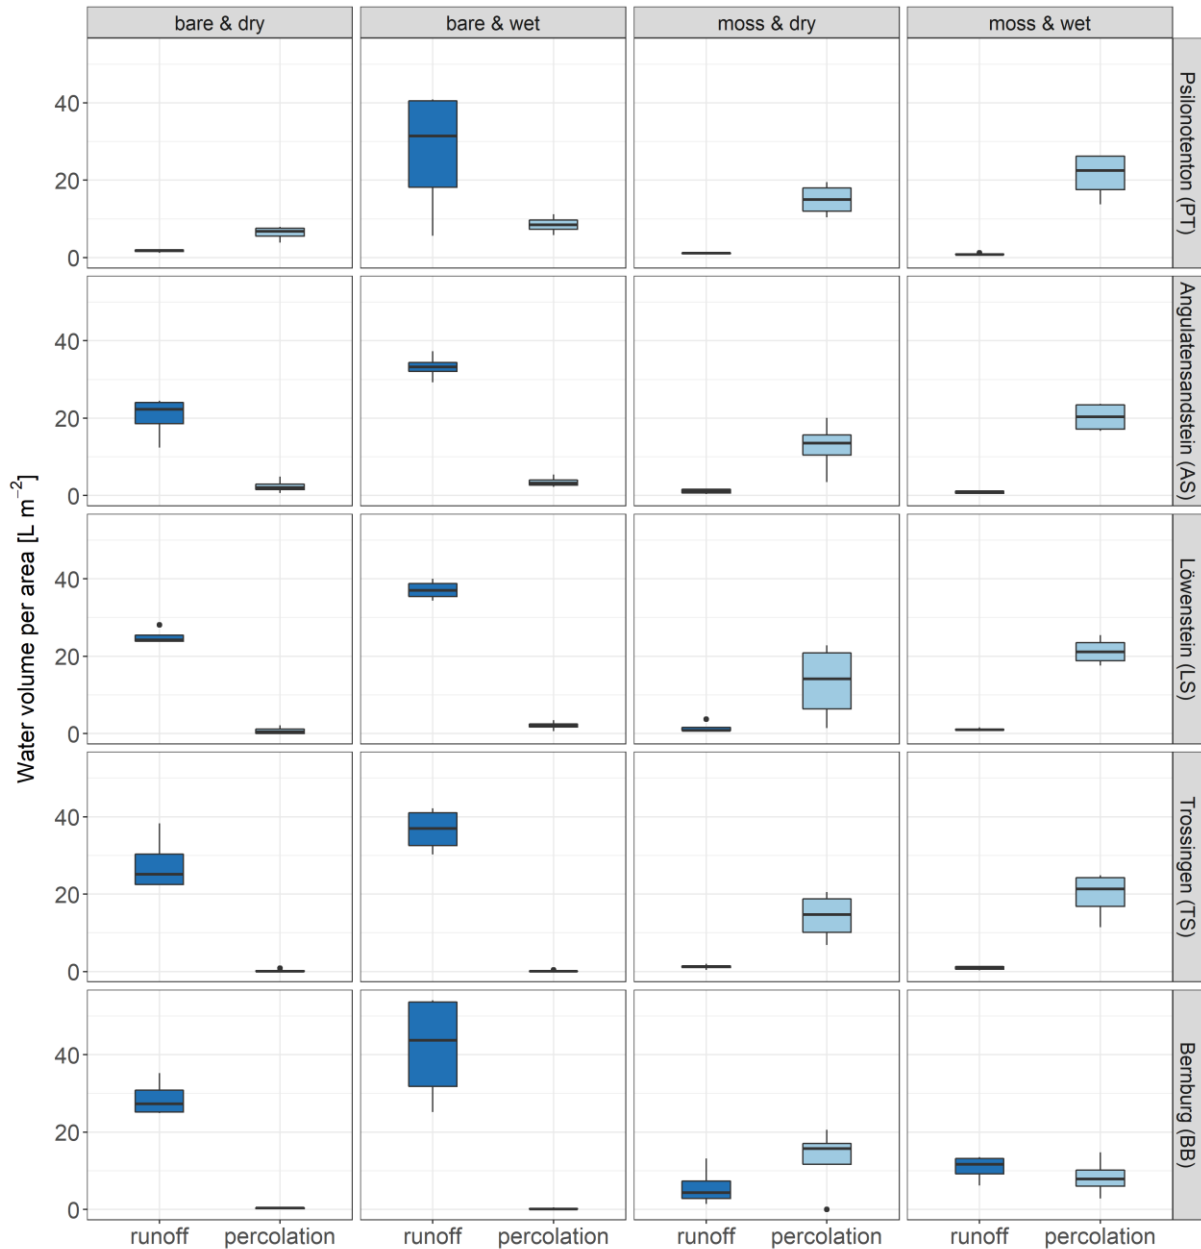 bare & dry
bare & wet
moss & dry
moss & wet
Water volume per area [L m⁻²]
40
20
0
Psilonotenton (PT)
40
20
0
Angulatensandstein (AS)
40
20
0
Löwenstein (LS)
40
20
0
Trossingen (TS)
40
20
0
Bernburg (BB)
runoff percolation
runoff percolation
runoff percolation
runoff percolation